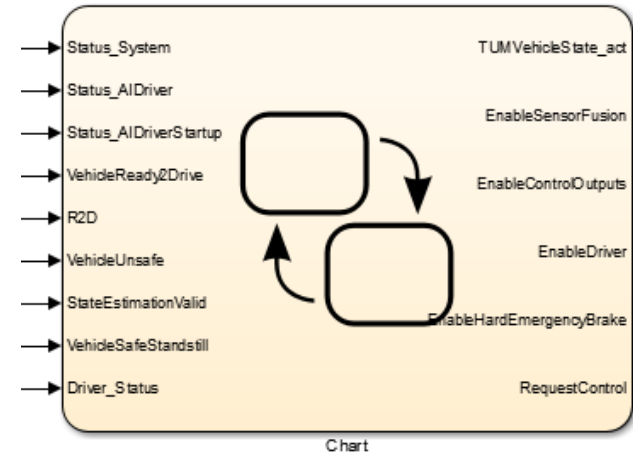 Status_System
Status_AIDriver
Status_AIDriverStartup
VehicleReady2Drive
R2D
VehicleUnsafe
StateEstimationValid
VehicleSafeStandstill
Driver_Status
TUMVehicleState_act
EnableSensorFusion
EnableControlOutputs
EnableDriver
EnableHardEmergencyBrake
RequestControl
Chart